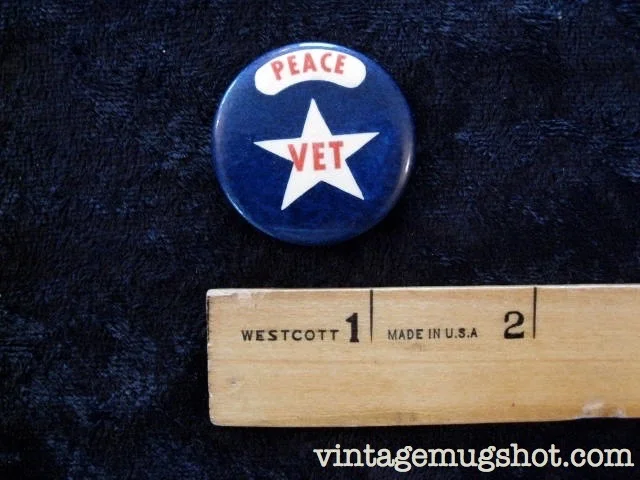 PEACE
VET
WESTCOTT 1 MADE IN U.S.A 2
vintagemugshot.com